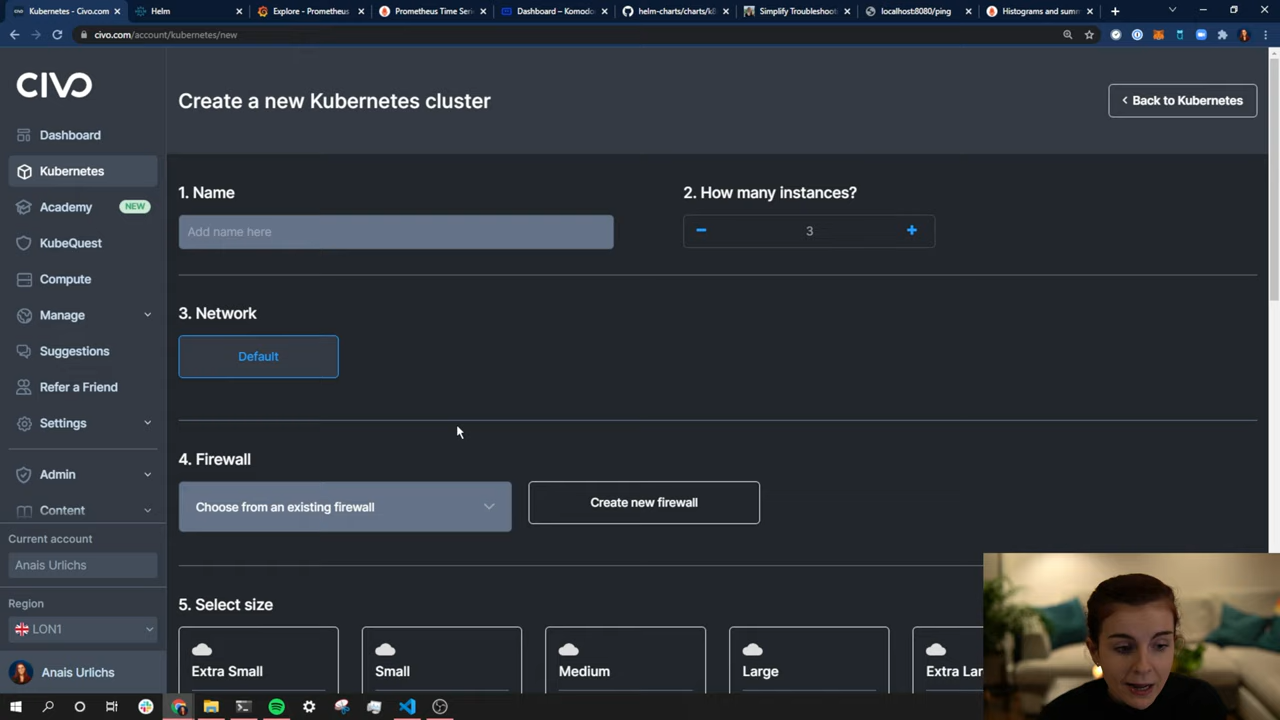 Kubernetes - Civo.com
Helm
Explore - Prometheus
Prometheus Time Seri
Dashboard – Komodo
helm-charts/charts/k8
Simplify Troubleshoot
localhost:8080/ping
Histograms and summ
civo.com/account/kubernetes/new
CIVO
Create a new Kubernetes cluster
Back to Kubernetes
Dashboard
Kubernetes
Academy NEW
KubeQuest
Compute
Manage
Suggestions
Refer a Friend
Settings
Admin
Content
Current account
Anais Urlichs
Region
LON1
Anais Urlichs
1. Name
Add name here
2. How many instances?
3
3. Network
Default
4. Firewall
Choose from an existing firewall
Create new firewall
5. Select size
Extra Small
Small
Medium
Large
Extra Lar